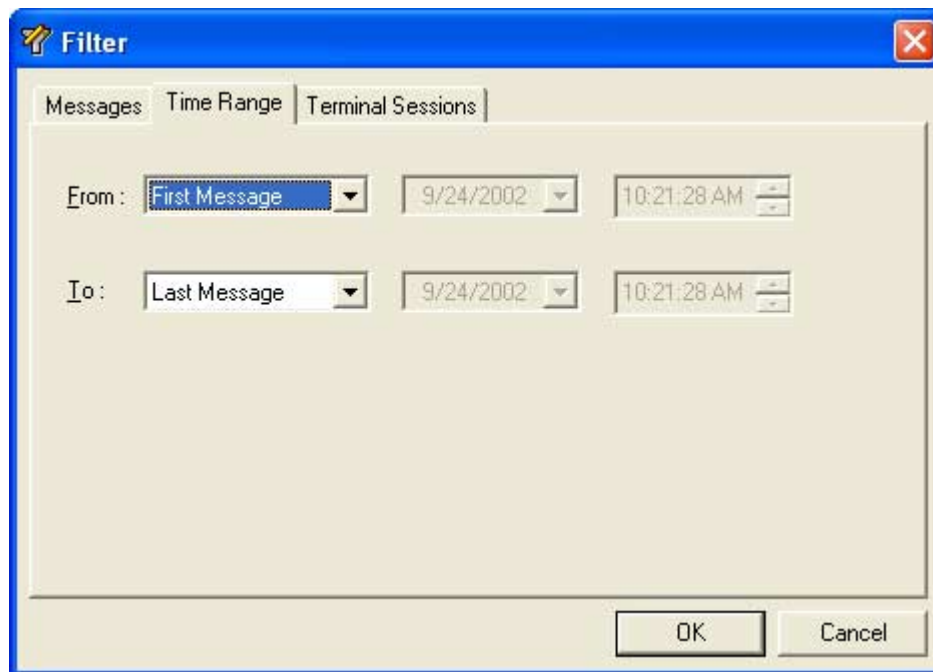 Filter
Messages Time Range Terminal Sessions
From : First Message 9/24/2002 10:21:28 AM
To : Last Message 9/24/2002 10:21:28 AM
OK Cancel